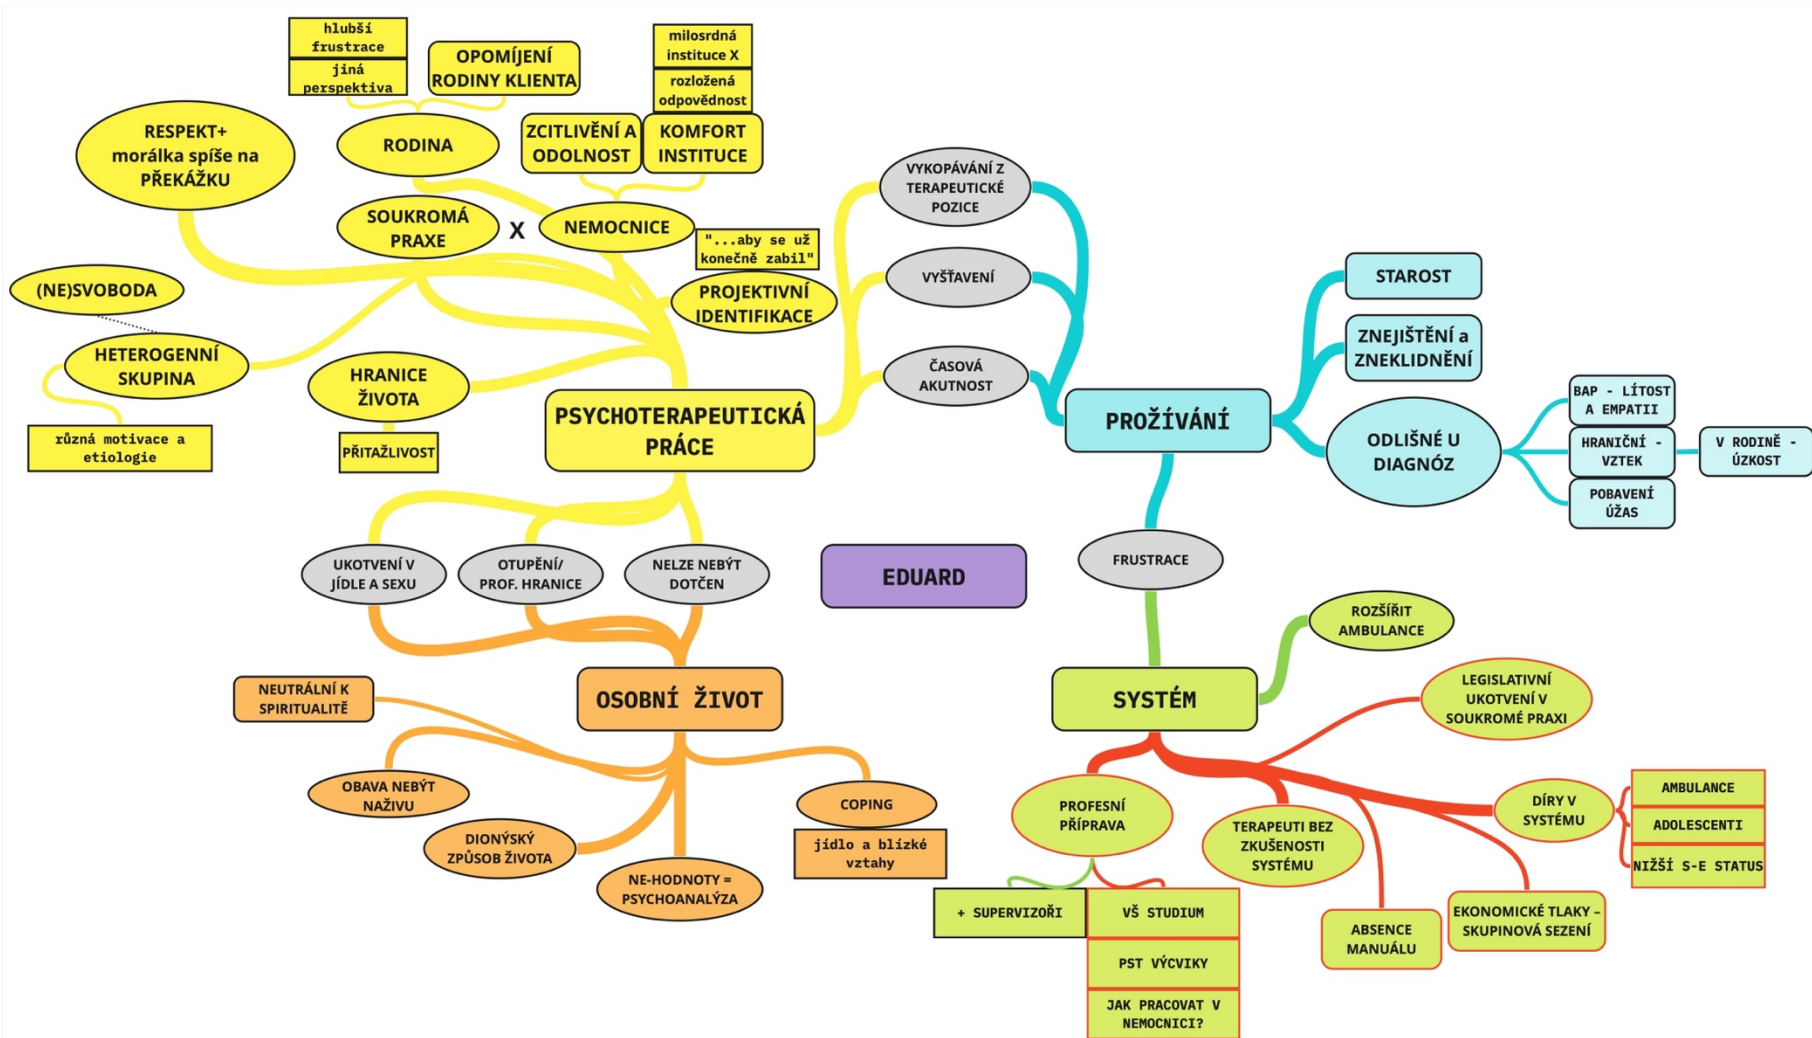 hlubší
frustrace
jiná
perspektiva
OPOMÍJENÍ
RODINY KLIENTA
milosrdná
instituce X
rozložená
odpovědnost
RESPEKT+
morálka spíše na
PŘEKÁŽKU
RODINA
ZCITLIVĚNÍ A
ODOLNOST
KOMFORT
INSTITUCE
SOUKROMÁ
PRAXE
X
NEMOCNICE
"...aby se už
konečně zabil"
PROJEKTIVNÍ
IDENTIFIKACE
(NE)SVOBODA
HETEROGENNÍ
SKUPINA
různá motivace a
etiologie
HRANICE
ŽIVOTA
PŘITAŽLIVOST
PSYCHOTERAPEUTICKÁ
PRÁCE
VYKOPÁVÁNÍ Z
TERAPEUTICKÉ
POZICE
VYŠŤAVENÍ
ČASOVÁ
AKUTNOST
PROŽÍVÁNÍ
STAROST
ZNEJIŠTĚNÍ a
ZNEKLIDNĚNÍ
ODLIŠNÉ U
DIAGNÓZ
BAP - LÍTOST
A EMPATII
HRANIČNÍ -
VZTEK
V RODINĚ -
ÚZKOST
POBAVENÍ
ÚŽAS
UKOTVENÍ V
JÍDLE A SEXU
OTUPĚNÍ/
PROF. HRANICE
NELZE NEBÝT
DOTČEN
EDUARD
FRUSTRACE
OSOBNÍ ŽIVOT
NEUTRÁLNÍ K
SPIRITUALITĚ
OBAVA NEBÝT
NAŽIVU
DIONÝSKÝ
ZPŮSOB ŽIVOTA
NE-HODNOTY =
PSYCHOANALÝZA
COPING
jídlo a blízké
vztahy
SYSTÉM
ROZŠÍŘIT
AMBULANCE
LEGISLATIVNÍ
UKOTVENÍ V
SOUKROMÉ PRAXI
PROFESNÍ
PŘÍPRAVA
TERAPEUTI BEZ
ZKUŠENOSTI
SYSTÉMU
DÍRY V
SYSTÉMU
AMBULANCE
ADOLESCENTI
NIŽŠÍ S-E STATUS
+ SUPERVIZOŘI
VŠ STUDIUM
PST VÝCVIKY
JAK PRACOVAT V
NEMOCNICI?
ABSENCE
MANUÁLU
EKONOMICKÉ TLAKY –
SKUPINOVÁ SEZENÍ